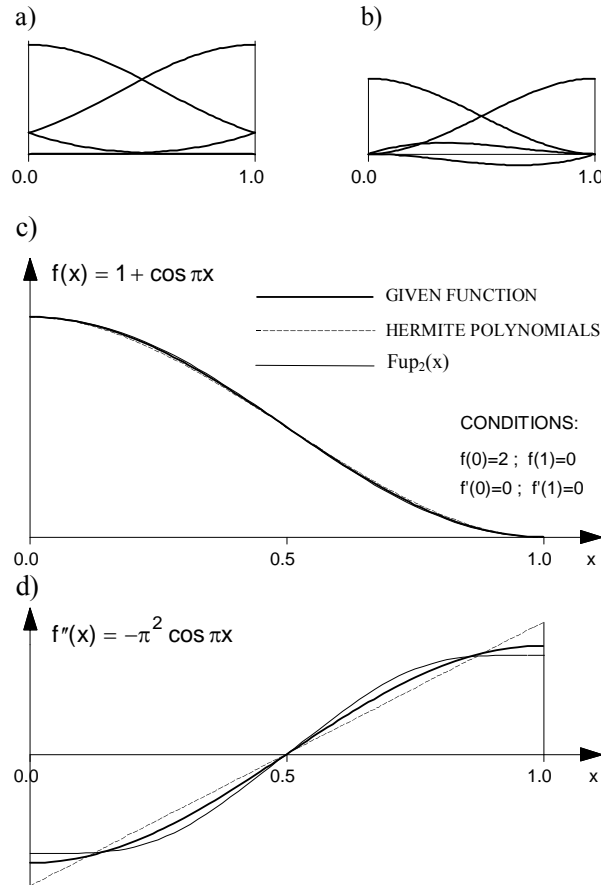 a)
0.0 1.0
b)
0.0 1.0
c)
f(x) = 1 + cos πx
GIVEN FUNCTION
HERMITE POLYNOMIALS
Fup₂(x)
CONDITIONS:
f(0)=2 ; f(1)=0
f'(0)=0 ; f'(1)=0
0.0 0.5 1.0 x
d)
f″(x) = −π² cos πx
0.0 0.5 1.0 x